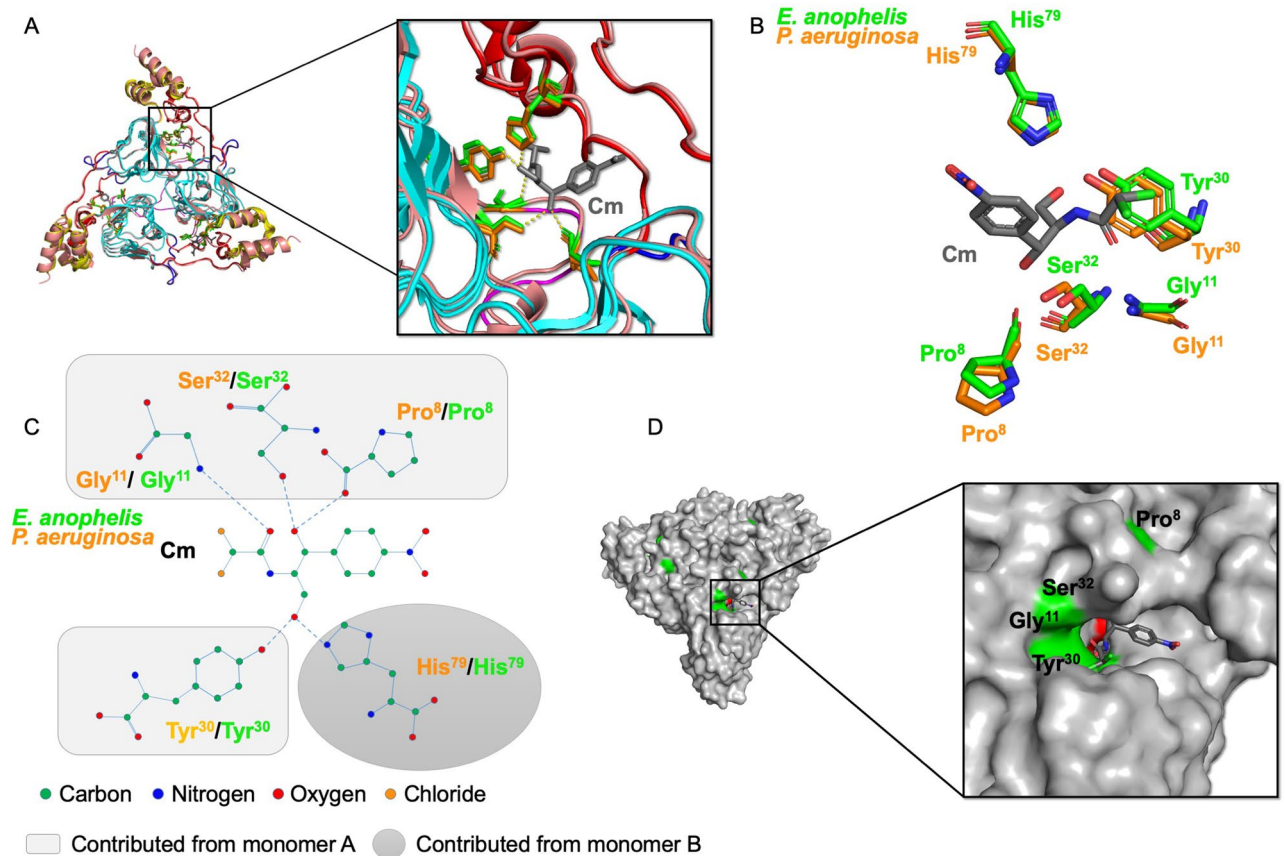 A
Cm
B
E. anophelis
P. aeruginosa
His⁷⁹
His⁷⁹
Tyr³⁰
Tyr³⁰
Cm
Ser³²
Gly¹¹
Ser³²
Gly¹¹
Pro⁸
Pro⁸
C
Ser³²/Ser³²
Pro⁸/Pro⁸
Gly¹¹/ Gly¹¹
E. anophelis
P. aeruginosa
Cm
His⁷⁹/His⁷⁹
Tyr³⁰/Tyr³⁰
Carbon Nitrogen Oxygen Chloride
Contributed from monomer A Contributed from monomer B
D
Pro⁸
Ser³²
Gly¹¹
Tyr³⁰